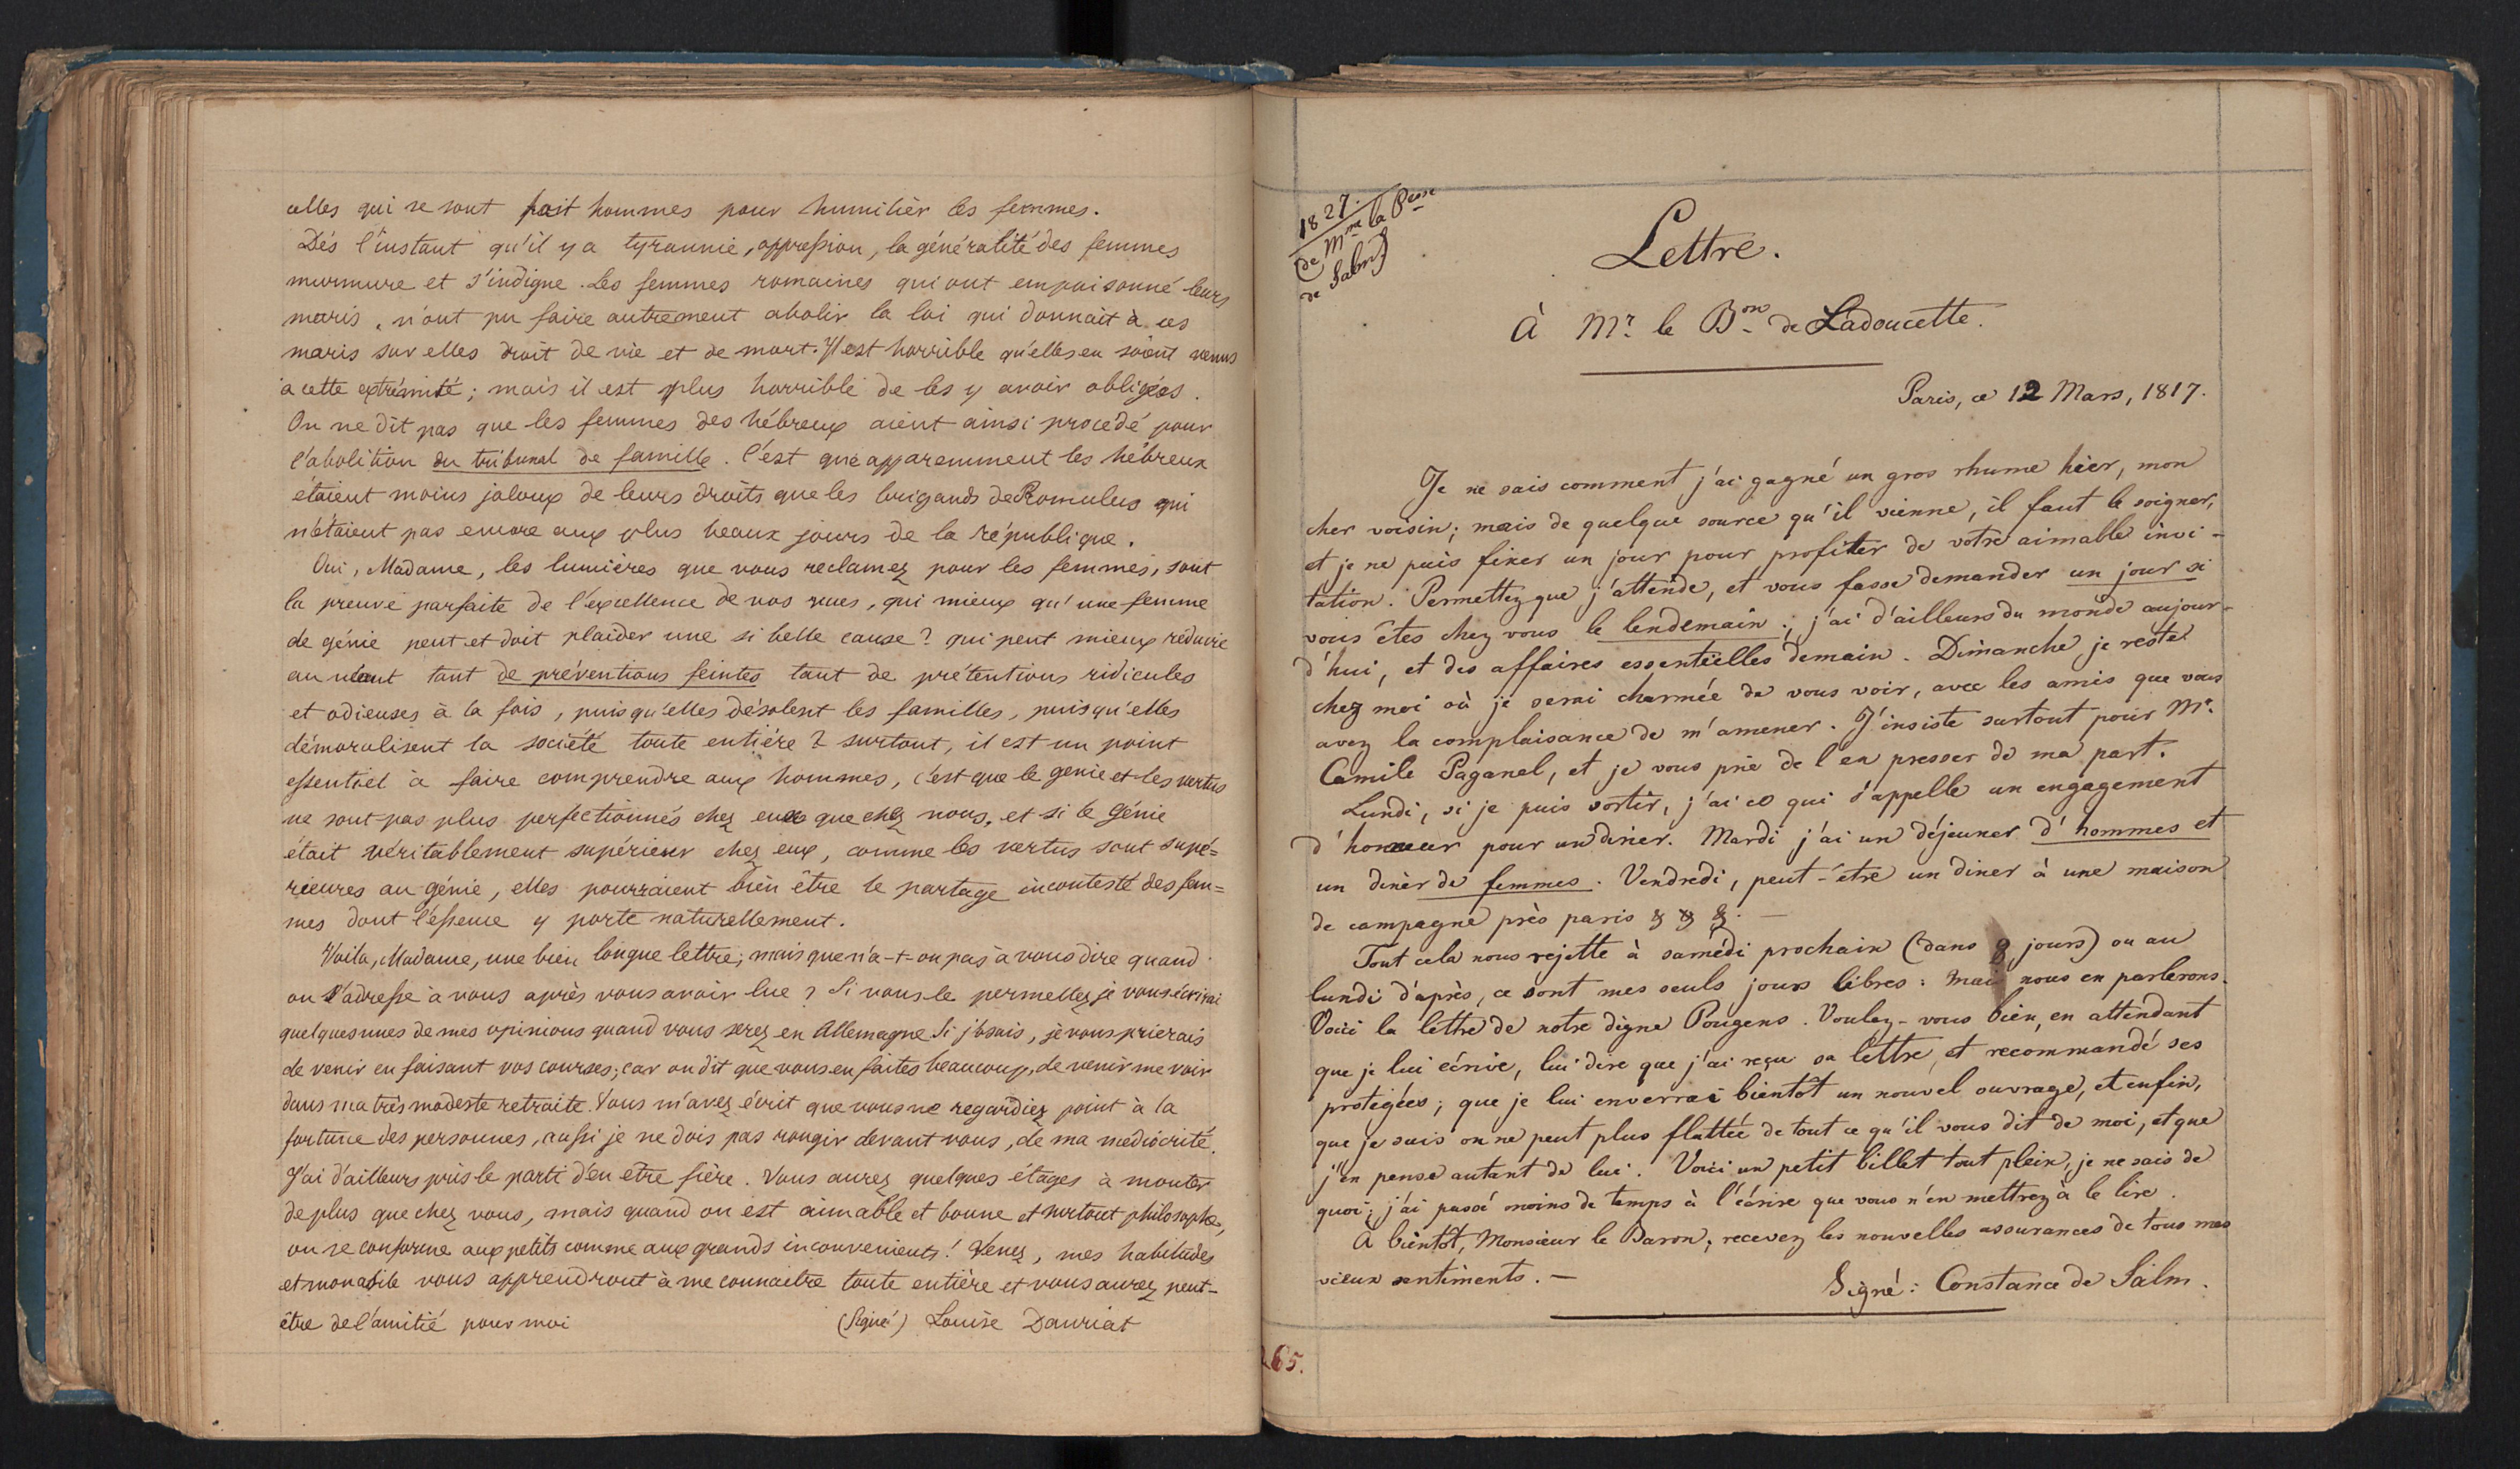 celles qui se sont fait hommes pour humilier les femmes.
Dés l'instant qu'il y a tyrannie, oppression, la généralité des femmes
murmure et s'indigne. Les femmes romaines qui ont empoisonné leurs
maris, n'ont pu faire autrement abolir la loi qui donnait à ces
maris sur elles droit de vie et de mort. Il est horrible qu'elles en soient venus
à cette extrémité; mais il est plus horrible de les y avoir obligées.
On ne dit pas que les femmes des hébreux aient ainsi procédé pour
l'abolition du tribunal de famille. C'est que apparemment les hébreux
étaient moins jaloux de leurs droits que les brigands de Romulus qui
n'étaient pas encore aux plus beaux jours de la république.
Oui, Madame, les lumières que vous reclamez pour les femmes, sont
la preuve parfaite de l'excellence de vos vues, qui mieux qu'une femme
de génie peut et doit plaider une si belle cause? qui peut mieux réduire
au néant tant de préventions feintes tant de prétentions ridicules
et odieuses à la fois, puisqu'elles désolent les familles, puisqu'elles
démoralisent la société toute entiére? surtout, il est un point
essentiel à faire comprendre aux hommes, c'est que le genie et les vertus
ne sont pas plus perfectionnés chez eux que chez nous, et si le génie
était véritablement supérieur chez eux, comme les vertus sont supé=
rieures au génie, elles pourraient bien être le partage incontesté des fem=
mes dont l'essence y porte naturellement.
Voila, Madame, une bien longue lettre; mais que n'a-t-on pas à vous dire quand
on s'adresse à vous après vous avoir lue? Si vous le permettez je vous écrirai
quelques unes de mes opinions quand vous serez en Allemagne Si j'osais, je vous prierais
de venir en faisant vos courses; car on dit que vous en faites beaucoup, de venir me voir
dans ma très modeste retraite. Vous m'avez écrit que vous ne regardiez point à la
fortune des personnes, aussi je ne dois pas rougir devant vous, de ma médiocrité.
J'ai d'ailleurs pris le parti d'en etre fière. Vous aurez quelques étages à monter
de plus que chez vous, mais quand on est aimable et bonne et surtout philosophe,
on se conforme aux petits comme aux grands inconvenients! Venez, mes habitudes
et mon asile vous apprendront à me connaitre toute entière et vous aurez peut-
être de l'amitié pour moi (Signé) Louise Dauriat
1827.
(de Mme la Pesse
de Salm)
Lettre.
À Mr. le Bon de Ladoucette.
Paris, ce 12 Mars, 1817.
Je ne sais comment j'ai gagné un gros rhume hier, mon
cher voisin; mais de quelque source qu'il vienne, il faut le soigner,
et je ne puis fixer un jour pour profiter de votre aimable invi-
tation. Permettez que j'attende, et vous fasse demander un jour si
vous êtes chez vous le lendemain; j'ai d'ailleurs du monde aujour-
d'hui, et des affaires essentielles demain. Dimanche je reste
chez moi où je serai charmée de vous voir, avec les amis que vous
avez la complaisance de m'amener. J'insiste surtout pour Mr.
Camile Paganel, et je vous prie de l'en presser de ma part.
Lundi, si je puis sortir, j'ai ce qui s'appelle un engagement
d'honneur pour un diner. Mardi j'ai un déjeuner d'hommes et
un dinèr de femmes. Vendredi, peut-être un diner à une maison
de campagne près paris & & &. —
Tout cela nous rejette à samedi prochain (dans 9 jours) ou au
lundi d'après, ce sont mes seuls jours libres: mais nous en parlerons.
Voici la lettre de notre digne Pougens. Voulez-vous bien, en attendant
que je lui écrive, lui dire que j'ai reçu sa lettre, et recommandé ses
protégées; que je lui enverrai bientôt un nouvel ouvrage, et enfin,
que je suis on ne peut plus flattée de tout ce qu'il vous dit de moi, et que
j'en pense autant de lui. Voici un petit billet tout plein, je ne sais de
quoi; j'ai passé moins de temps à l'écrire que vous n'en mettrez à le lire.
A bientôt, Monsieur le Baron; recevez les nouvelles assurances de tous mes
vieux sentiments. — Signé: Constance de Salm.
265.